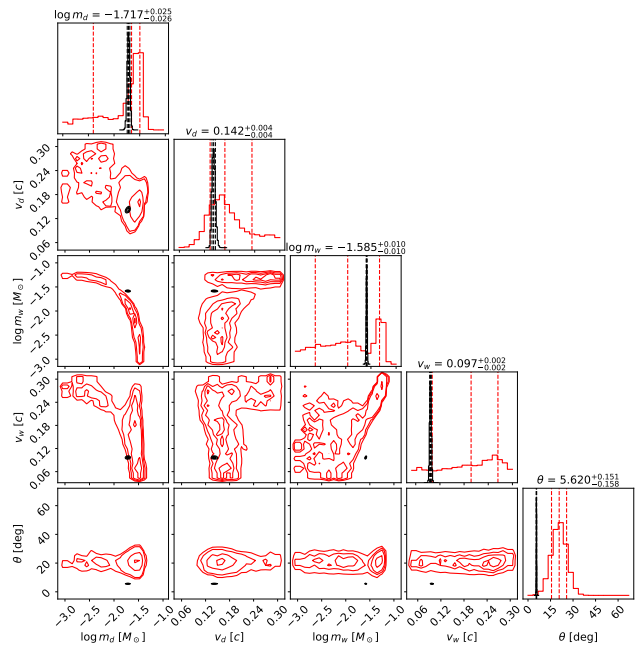 log m_d = −1.717^{+0.025}_{−0.026}
v_d = 0.142^{+0.004}_{−0.004}
log m_w = −1.585^{+0.010}_{−0.010}
v_w = 0.097^{+0.002}_{−0.002}
θ = 5.620^{+0.151}_{−0.158}
v_d [c]
0.30
0.24
0.18
0.12
0.06
log m_w [M_⊙]
−1.0
−1.5
−2.0
−2.5
−3.0
v_w [c]
0.30
0.24
0.18
0.12
0.06
θ [deg]
60
40
20
0
−3.0 −2.5 −2.0 −1.5 −1.0
log m_d [M_⊙]
0.06 0.12 0.18 0.24 0.30
v_d [c]
−3.0 −2.5 −2.0 −1.5 −1.0
log m_w [M_⊙]
0.06 0.12 0.18 0.24 0.30
v_w [c]
0 20 40 60
θ [deg]